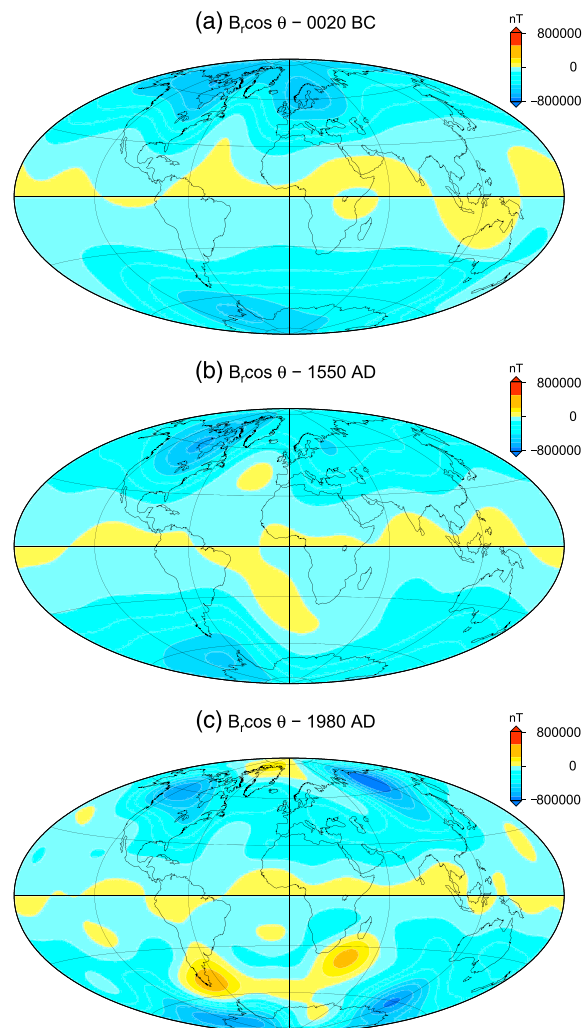 (a) Brcos θ − 0020 BC
nT
800000
0
−800000
(b) Brcos θ − 1550 AD
nT
800000
0
−800000
(c) Brcos θ − 1980 AD
nT
800000
0
−800000